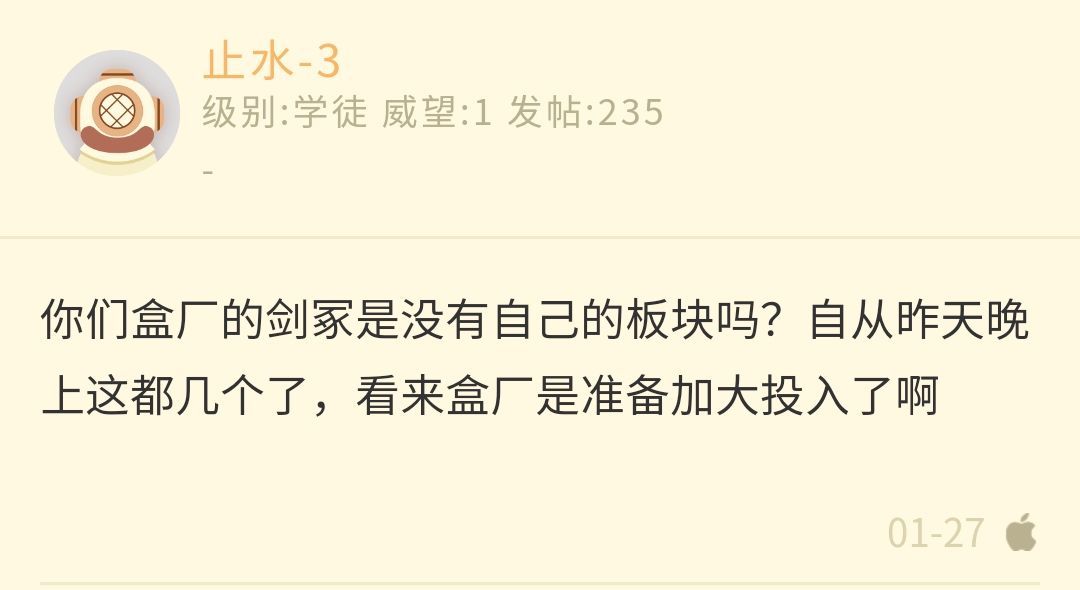 止水-3
级别:学徒 威望:1 发帖:235
-
你们盒厂的剑冢是没有自己的板块吗？自从昨天晚
上这都几个了，看来盒厂是准备加大投入了啊
01-27